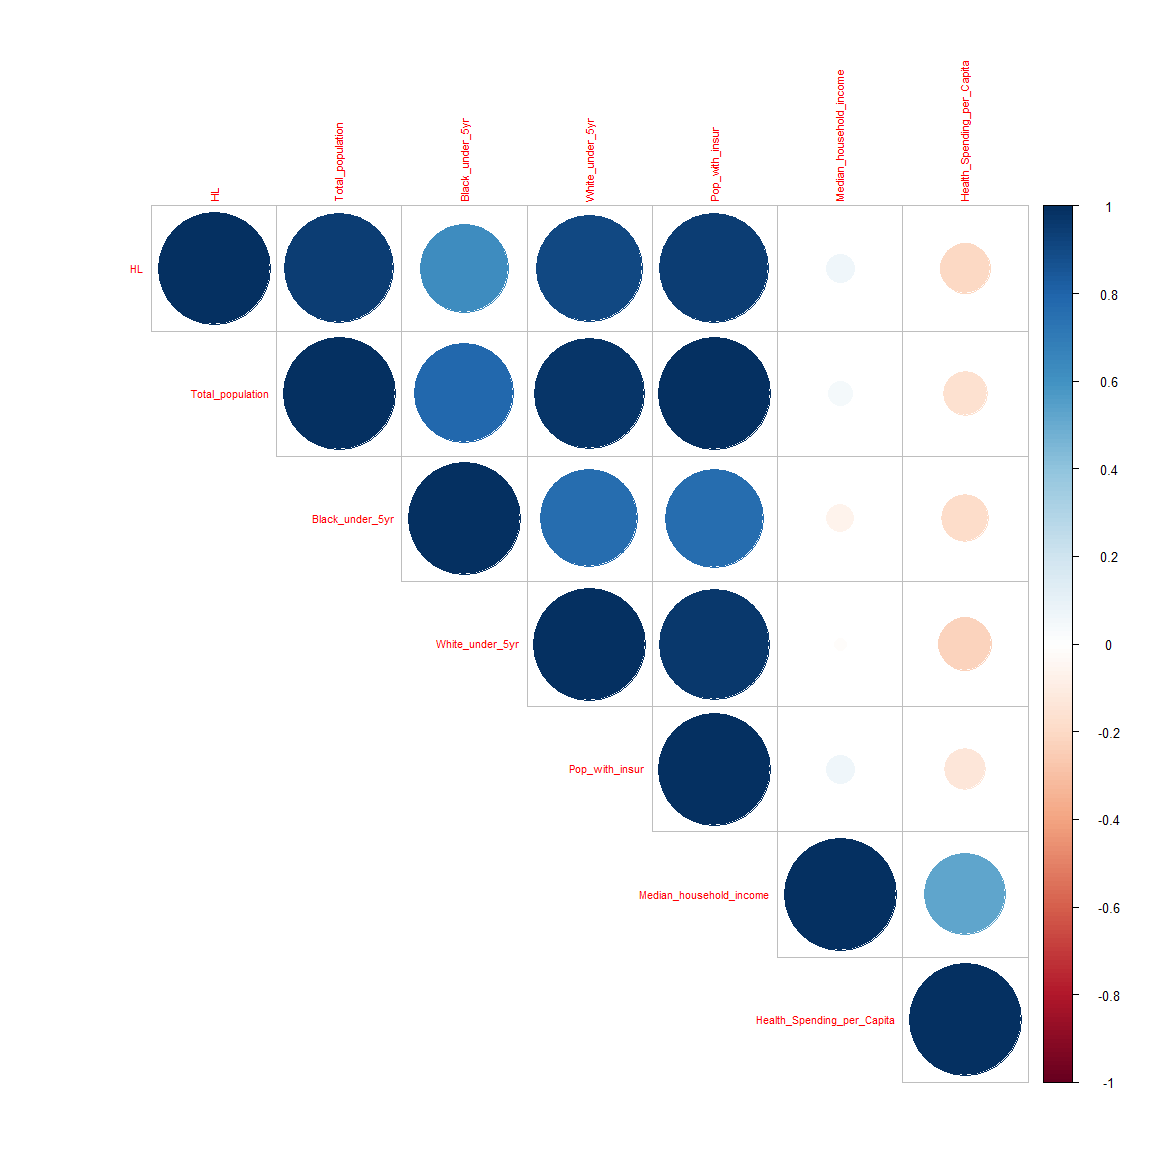 HL
Total_population
Black_under_5yr
White_under_5yr
Pop_with_insur
Median_household_income
Health_Spending_per_Capita
HL
Total_population
Black_under_5yr
White_under_5yr
Pop_with_insur
Median_household_income
Health_Spending_per_Capita
1
0.8
0.6
0.4
0.2
0
-0.2
-0.4
-0.6
-0.8
-1